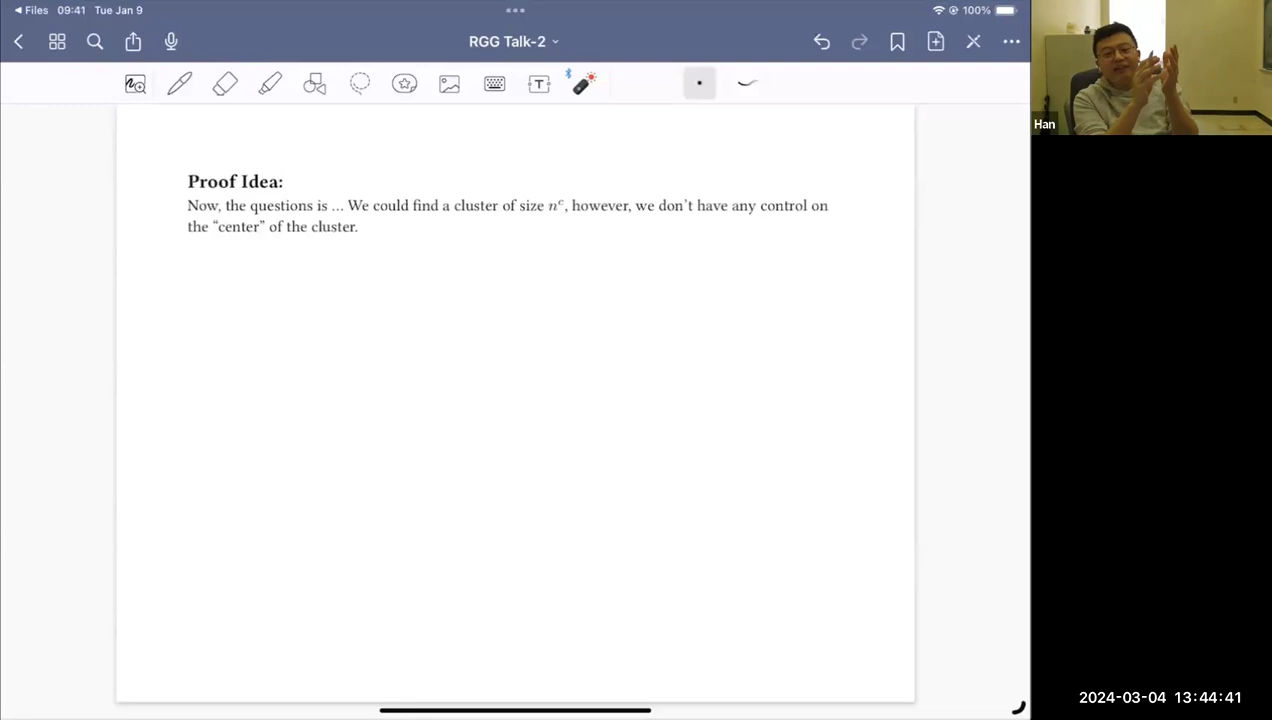 Files 09:41 Tue Jan 9
100%
RGG Talk-2
T
Han
Proof Idea:
Now, the questions is ... We could find a cluster of size nᶜ, however, we don't have any control on
the “center” of the cluster.
2024-03-04 13:44:41